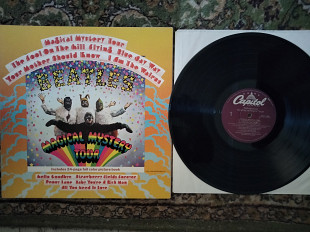 Magical Mystery Tour
The Fool On The Hill Flying Blue Jay Way
Your Mother Should Know I Am The Walrus
BEATLES
MAGICAL MYSTERY
TOUR
Includes 24-page full color picture book
Hello Goodbye Strawberry Fields Forever
Penny Lane Baby You're A Rich Man
All You Need Is Love
Capitol